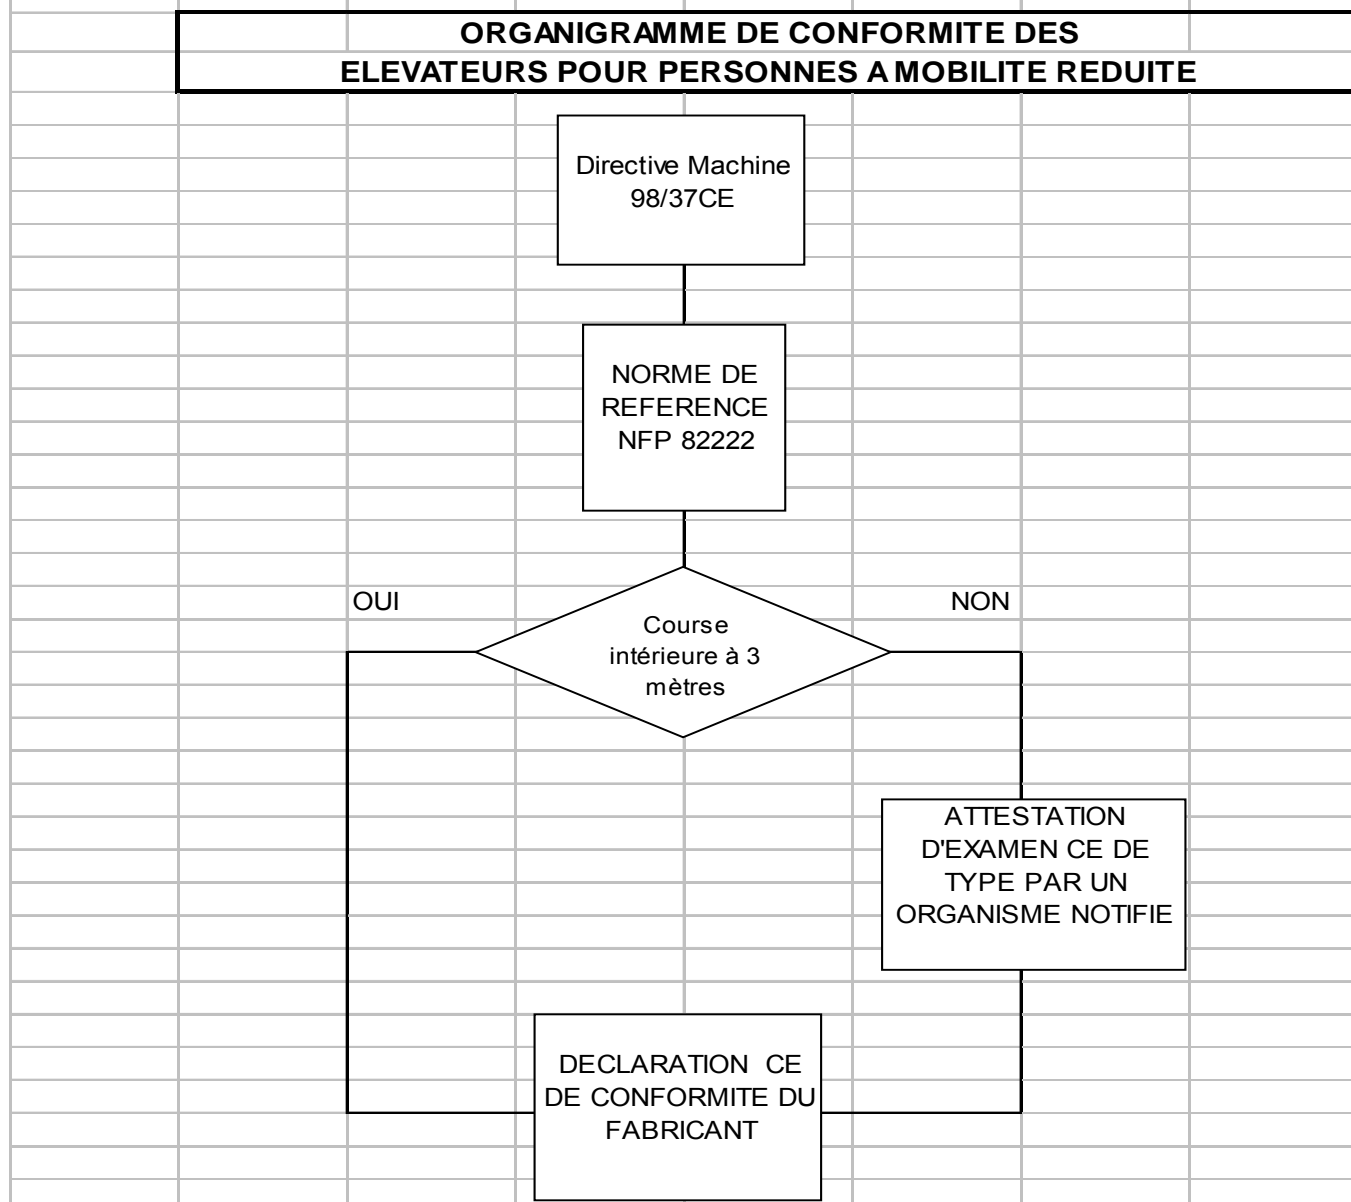 ORGANIGRAMME DE CONFORMITE DES
ELEVATEURS POUR PERSONNES A MOBILITE REDUITE
Directive Machine
98/37CE
NORME DE
REFERENCE
NFP 82222
OUI
NON
Course
intérieure à 3
mètres
ATTESTATION
D'EXAMEN CE DE
TYPE PAR UN
ORGANISME NOTIFIE
DECLARATION CE
DE CONFORMITE DU
FABRICANT